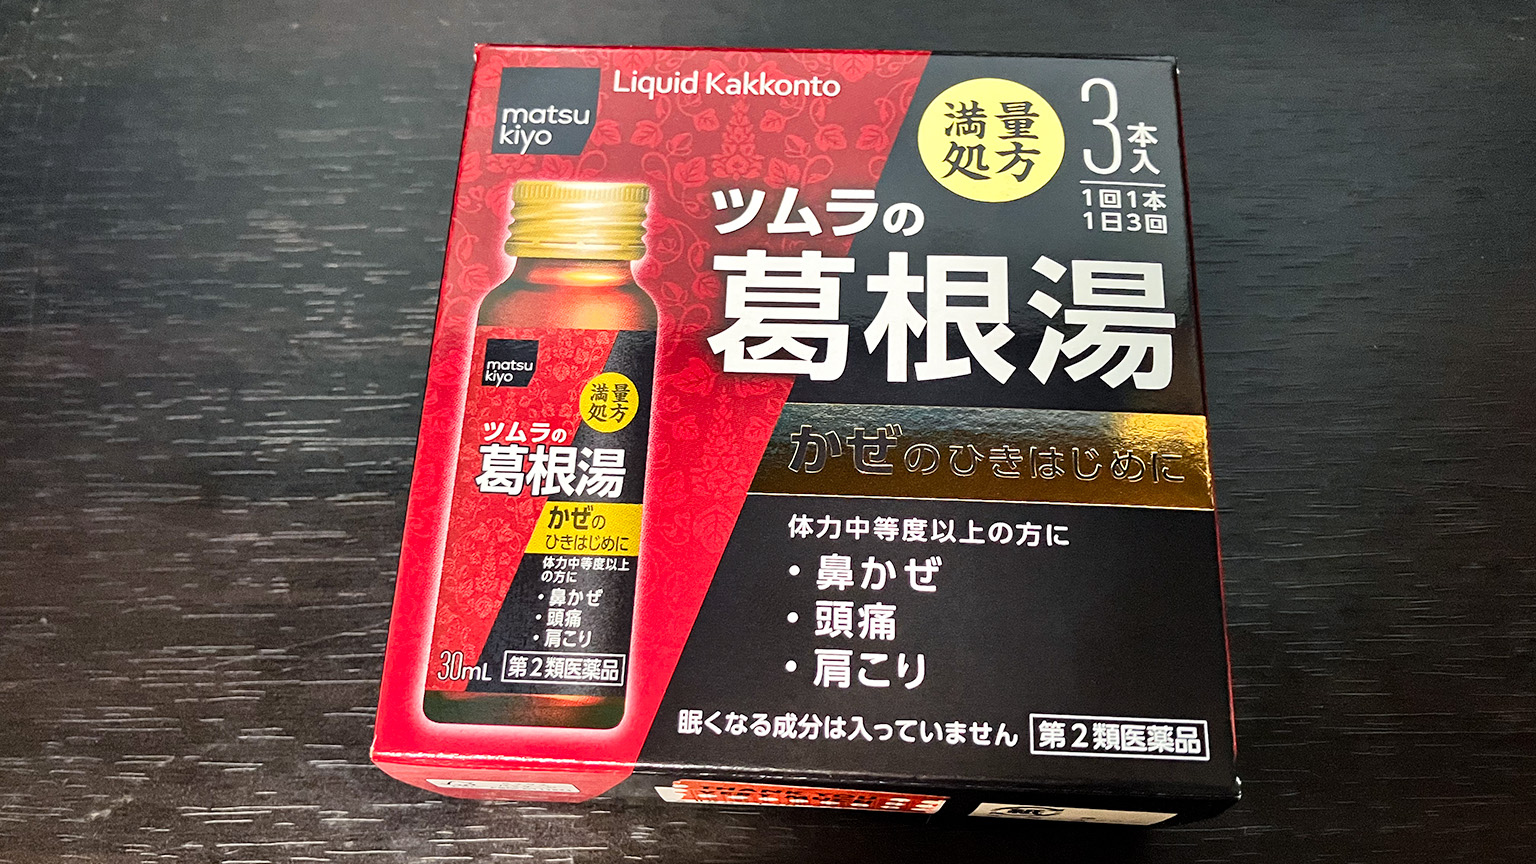 matsu
kiyo
Liquid Kakkonto
満量
処方
3本入
1回1本
1日3回
ツムラの
葛根湯
かぜのひきはじめに
体力中等度以上の方に
・鼻かぜ
・頭痛
・肩こり
眠くなる成分は入っていません
第2類医薬品
matsu
kiyo
満量
処方
ツムラの
葛根湯
かぜの
ひきはじめに
体力中等度以上
の方に
・鼻かぜ
・頭痛
・肩こり
30mL
第2類医薬品
THANK YOU